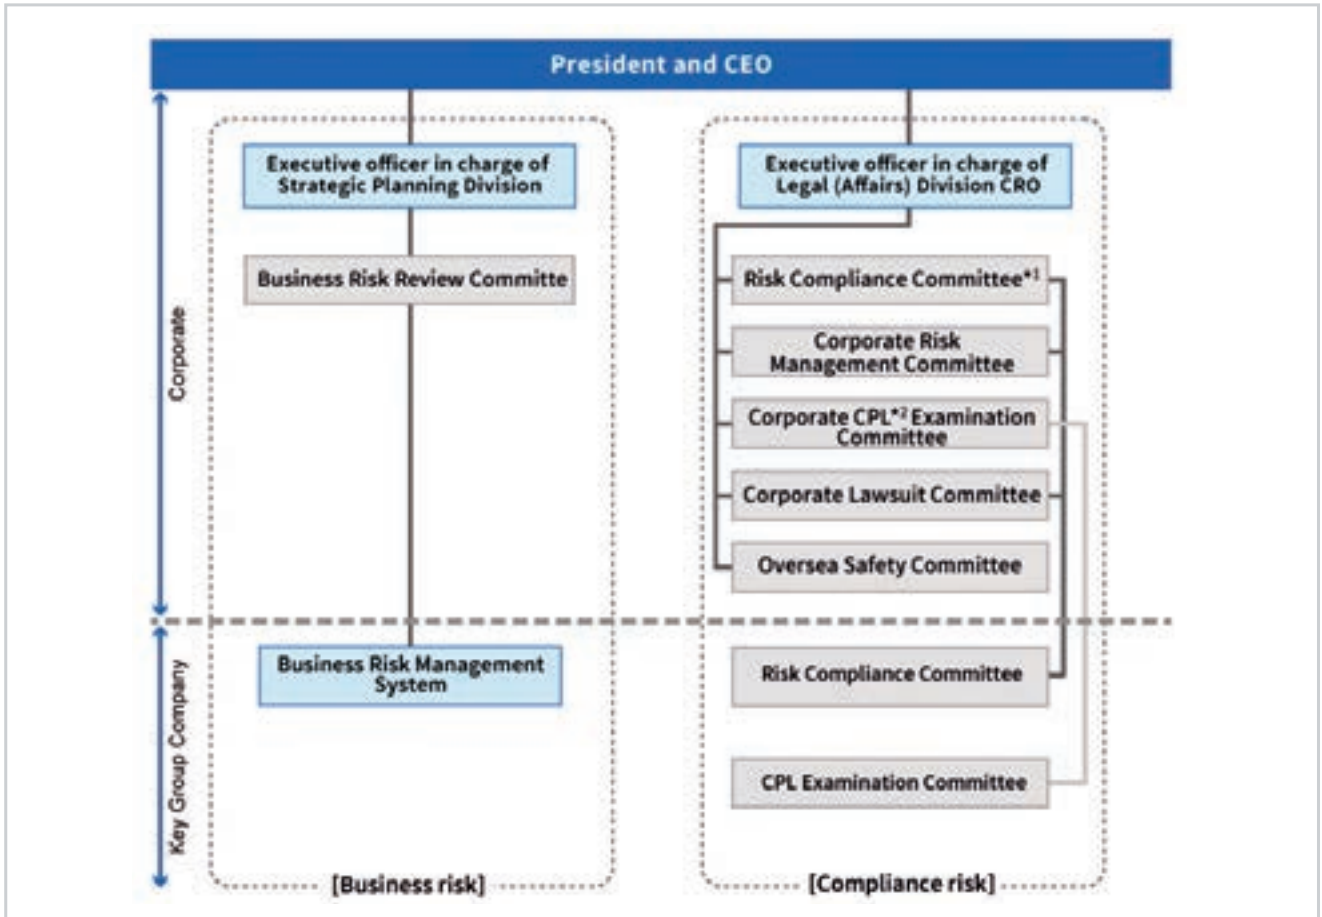 President and CEO
Corporate
Executive officer in charge of
Strategic Planning Division
Business Risk Review Committe
Executive officer in charge of
Legal (Affairs) Division CRO
Risk Compliance Committee*1
Corporate Risk
Management Committee
Corporate CPL*2 Examination
Committee
Corporate Lawsuit Committee
Oversea Safety Committee
Key Group Company
Business Risk Management
System
Risk Compliance Committee
CPL Examination Committee
[Business risk]
[Compliance risk]